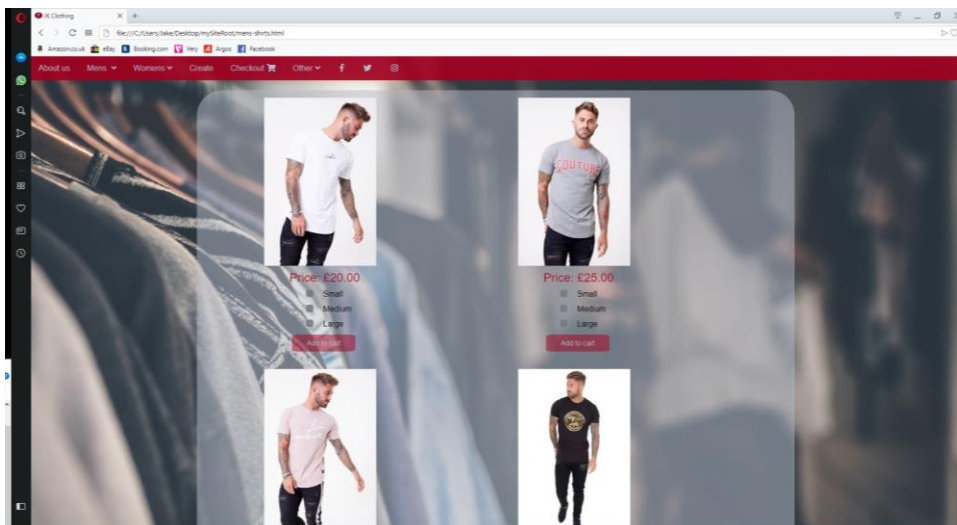 JK Clothing
file:///C:/Users/Jake/Desktop/mySiteRoot/mens-shirts.html
Amazon.co.uk eBay Booking.com Very Argos Facebook
About us Mens Womens Create Checkout Other
COUTURE
Price: £20.00 Price: £25.00
Small Small
Medium Medium
Large Large
Add to cart Add to cart